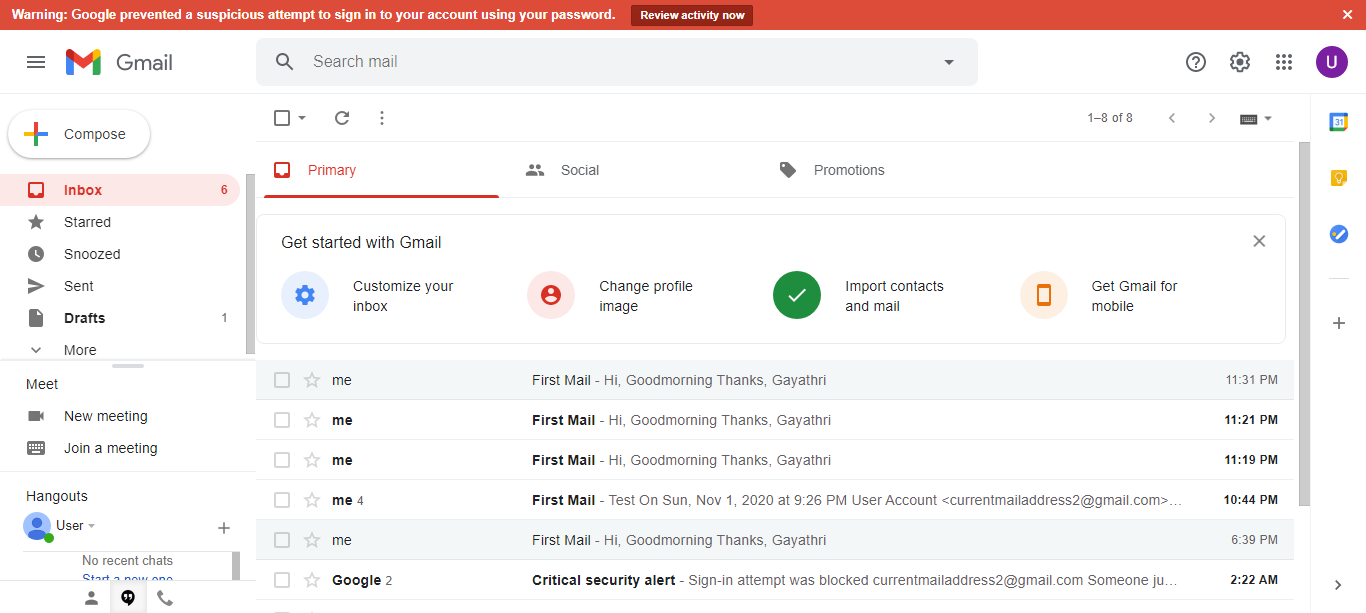 Warning: Google prevented a suspicious attempt to sign in to your account using your password. Review activity now
Gmail
Search mail
U
Compose
1–8 of 8
31
Inbox 6
Starred
Snoozed
Sent
Drafts 1
More
Primary
Social
Promotions
Get started with Gmail
Customize your
inbox
Change profile
image
Import contacts
and mail
Get Gmail for
mobile
me First Mail - Hi, Goodmorning Thanks, Gayathri 11:31 PM
me First Mail - Hi, Goodmorning Thanks, Gayathri 11:21 PM
me First Mail - Hi, Goodmorning Thanks, Gayathri 11:19 PM
me 4 First Mail - Test On Sun, Nov 1, 2020 at 9:26 PM User Account <currentmailaddress2@gmail.com>… 10:44 PM
me First Mail - Hi, Goodmorning Thanks, Gayathri 6:39 PM
Google 2 Critical security alert - Sign-in attempt was blocked currentmailaddress2@gmail.com Someone ju… 2:22 AM
Meet
New meeting
Join a meeting
Hangouts
User
No recent chats
Start a new one